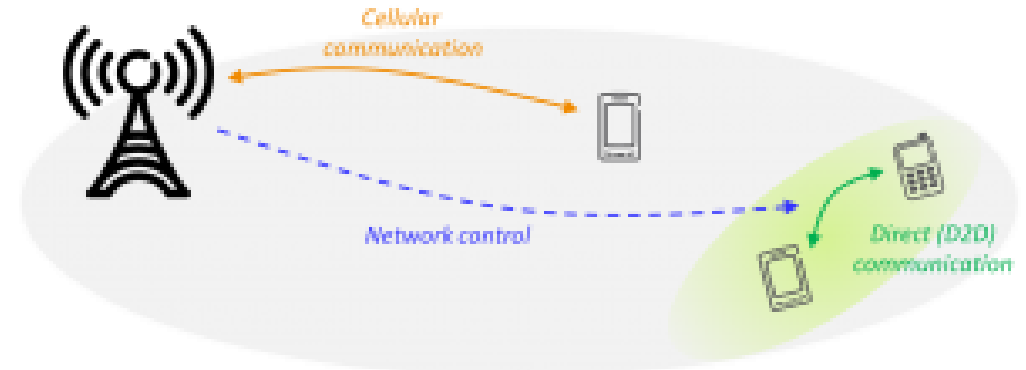 Cellular
communication
Network control
Direct (D2D)
communication